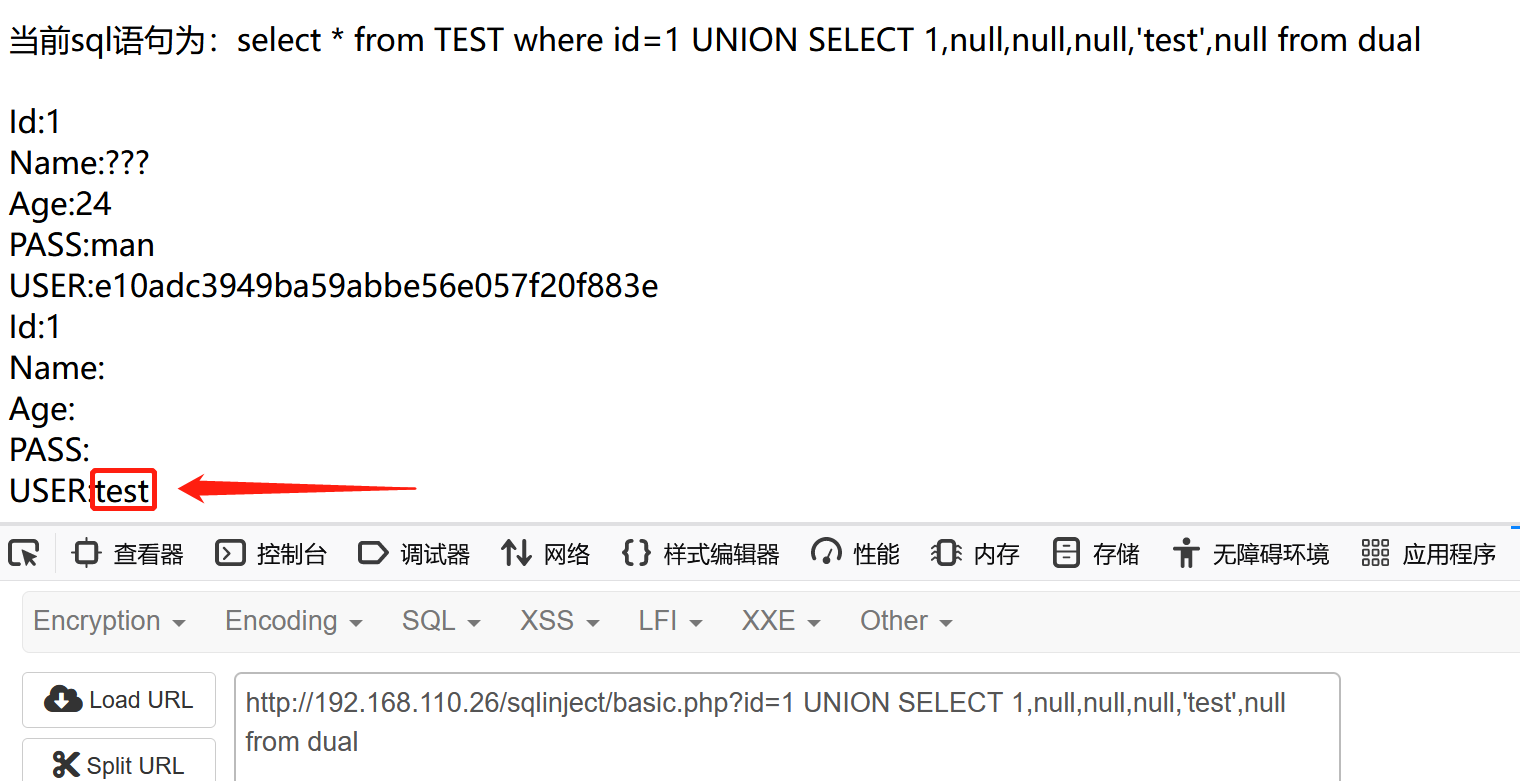 当前sql语句为：select * from TEST where id=1 UNION SELECT 1,null,null,null,'test',null from dual
Id:1
Name:???
Age:24
PASS:man
USER:e10adc3949ba59abbe56e057f20f883e
Id:1
Name:
Age:
PASS:
USER:test
查看器 控制台 调试器 网络 样式编辑器 性能 内存 存储 无障碍环境 应用程序
Encryption Encoding SQL XSS LFI XXE Other
Load URL
http://192.168.110.26/sqlinject/basic.php?id=1 UNION SELECT 1,null,null,null,'test',null
from dual
Split URL